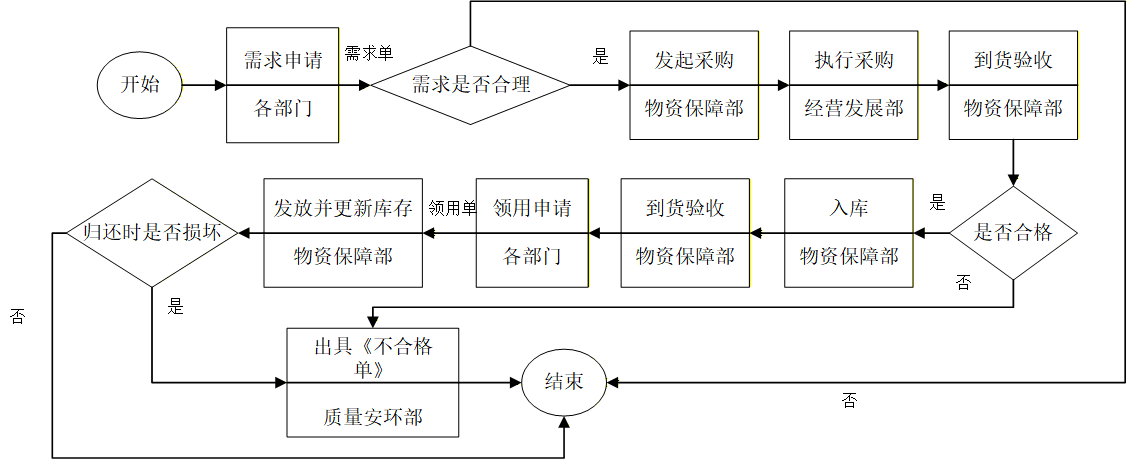 开始
需求申请
各部门
需求单
需求是否合理
是
发起采购
物资保障部
执行采购
经营发展部
到货验收
物资保障部
是否合格
是
否
入库
物资保障部
到货验收
物资保障部
领用申请
各部门
领用单
发放并更新库存
物资保障部
归还时是否损坏
否
是
出具《不合格
单》
质量安环部
结束
否